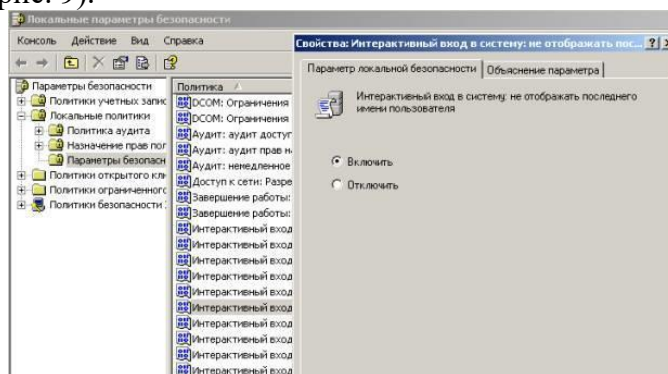 рис. 9).
Локальные параметры безопасности
Консоль Действие Вид Справка
Параметры безопасности
Политики учетных запис
Локальные политики
Политика аудита
Назначение прав пол
Параметры безопасн
Политики открытого клю
Политики ограниченного
Политики безопасности
Политика
DCOM: Ограничения
DCOM: Ограничения
Аудит: аудит доступ
Аудит: аудит прав н
Аудит: немедленное
Доступ к сети: Разре
Завершение работы:
Завершение работы:
Интерактивный вход
Интерактивный вход
Интерактивный вход
Интерактивный вход
Интерактивный вход
Интерактивный вход
Интерактивный вход
Интерактивный вход
Интерактивный вход
Интерактивный вход
Свойства: Интерактивный вход в систему: не отображать пос...
Параметр локальной безопасности Объяснение параметра
Интерактивный вход в систему: не отображать последнего
имени пользователя
Включить
Отключить